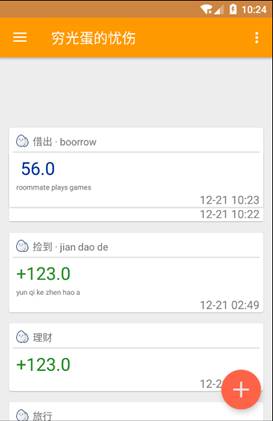 10:24
穷光蛋的忧伤
借出 · boorrow
56.0
roommate plays games
12-21 10:23
12-21 10:22
捡到 · jian dao de
+123.0
yun qi ke zhen hao a
12-21 02:49
理财
+123.0
12-2
旅行